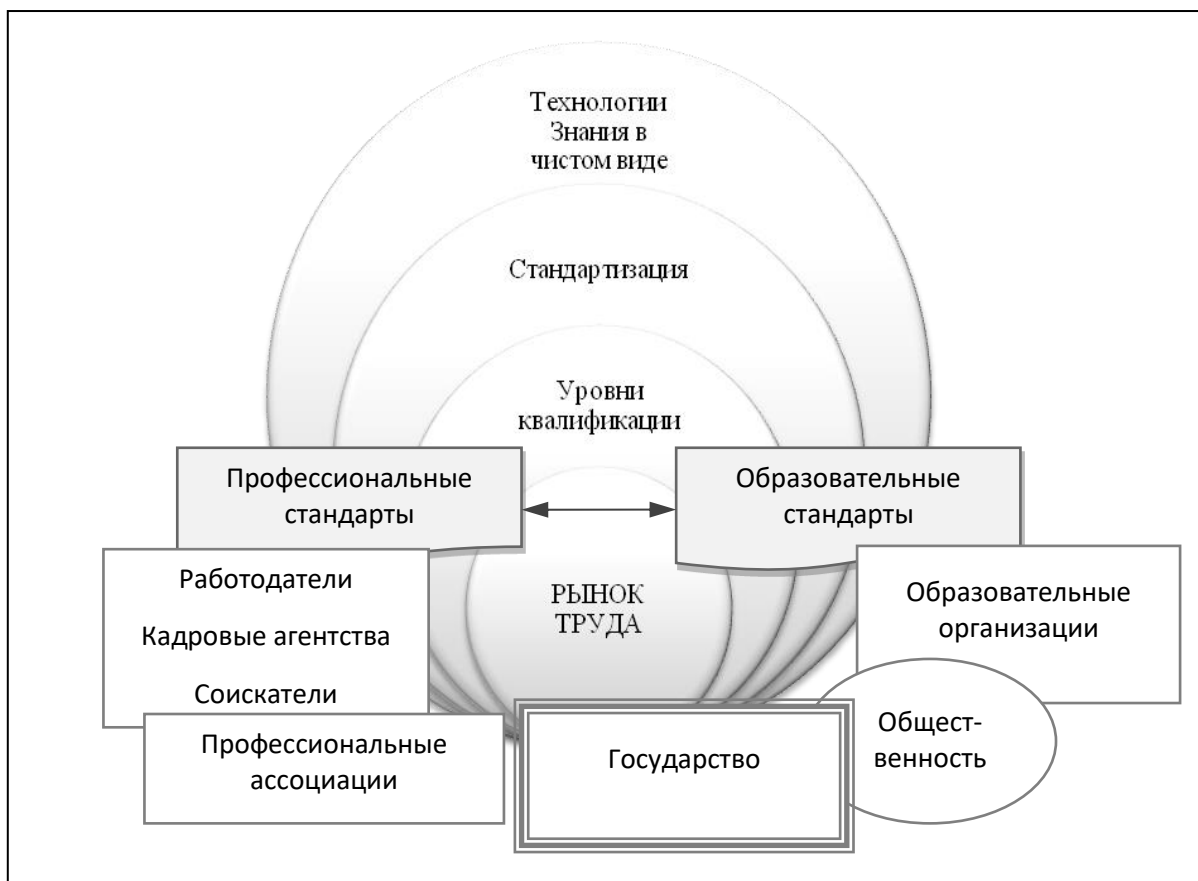 Технологии
Знания в
чистом виде
Стандартизация
Уровни
квалификации
Профессиональные
стандарты
Образовательные
стандарты
Работодатели
Кадровые агентства
Соискатели
РЫНОК
ТРУДА
Образовательные
организации
Профессиональные
ассоциации
Государство
Общест-
венность